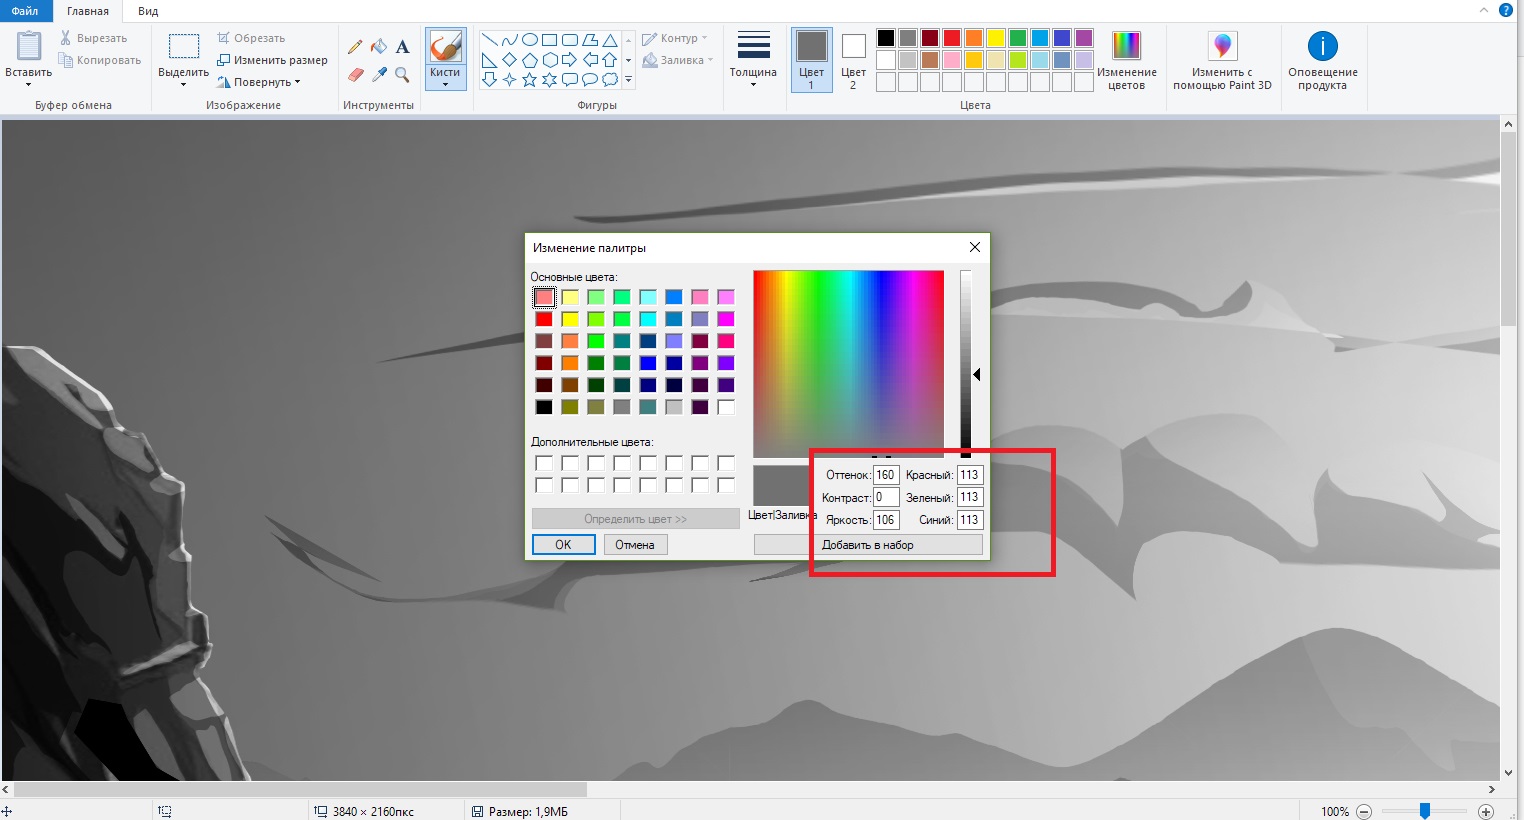 Файл Главная Вид
Вставить
Вырезать
Копировать
Буфер обмена
Выделить
Обрезать
Изменить размер
Повернуть
Изображение
A
Инструменты
Кисти
Контур
Заливка
Фигуры
Толщина
Цвет
1
Цвет
2
Изменение
цветов
Цвета
Изменить с
помощью Paint 3D
Оповещение
продукта
Изменение палитры
Основные цвета:
Дополнительные цвета:
Определить цвет >>
OK Отмена
Цвет|Заливка
Оттенок: 160 Красный: 113
Контраст: 0 Зеленый: 113
Яркость: 106 Синий: 113
Добавить в набор
3840 × 2160пкс Размер: 1,9МБ 100%